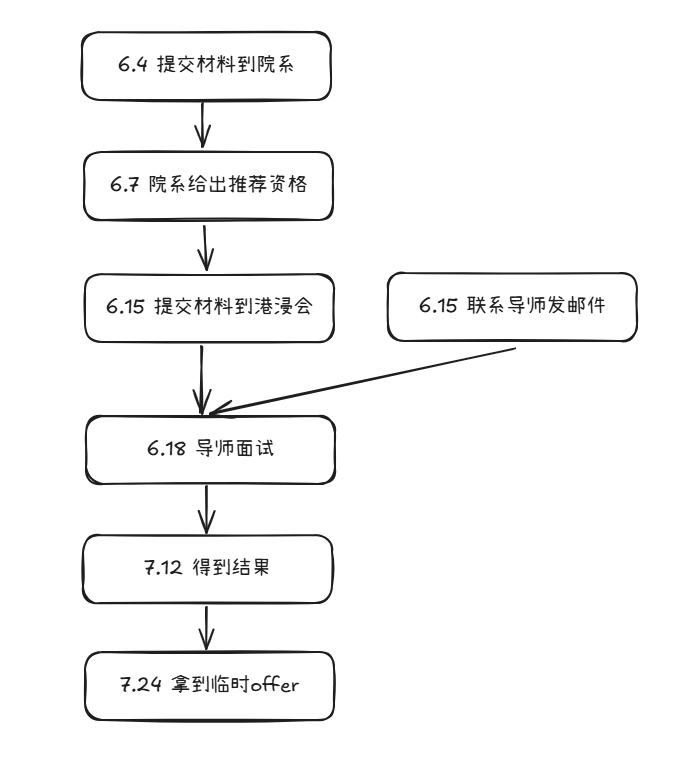 6.4 提交材料到院系
6.7 院系给出推荐资格
6.15 提交材料到港浸会
6.15 联系导师发邮件
6.18 导师面试
7.12 得到结果
7.24 拿到临时offer